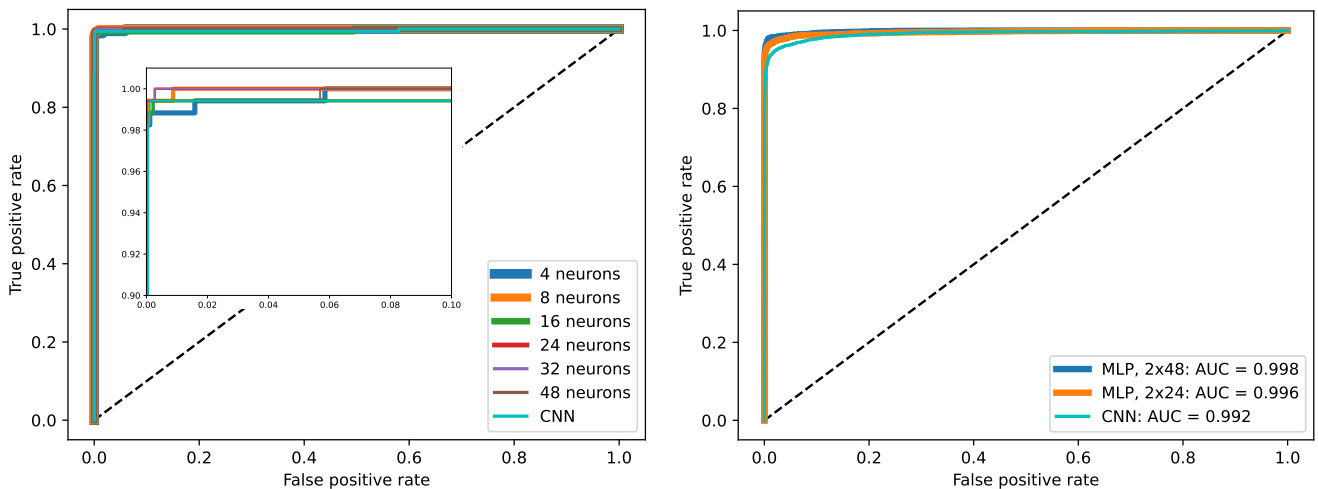 1.0
0.8
0.6
0.4
0.2
0.0
True positive rate
1.00
0.98
0.96
0.94
0.92
0.90
0.00 0.02 0.04 0.06 0.08 0.10
4 neurons
8 neurons
16 neurons
24 neurons
32 neurons
48 neurons
CNN
0.0 0.2 0.4 0.6 0.8 1.0
False positive rate
1.0
0.8
0.6
0.4
0.2
0.0
True positive rate
MLP, 2x48: AUC = 0.998
MLP, 2x24: AUC = 0.996
CNN: AUC = 0.992
0.0 0.2 0.4 0.6 0.8 1.0
False positive rate